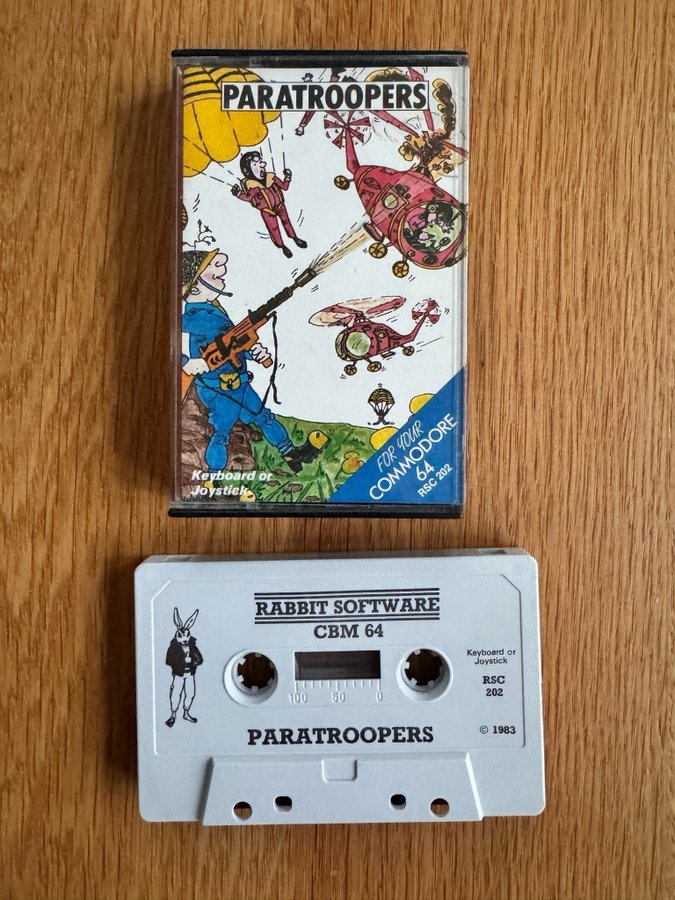 PARATROOPERS
FOR YOUR
COMMODORE
64
RSC 202
Keyboard or
Joystick
RABBIT SOFTWARE
CBM 64
Keyboard or
Joystick
RSC
202
100 50 0
PARATROOPERS
© 1983